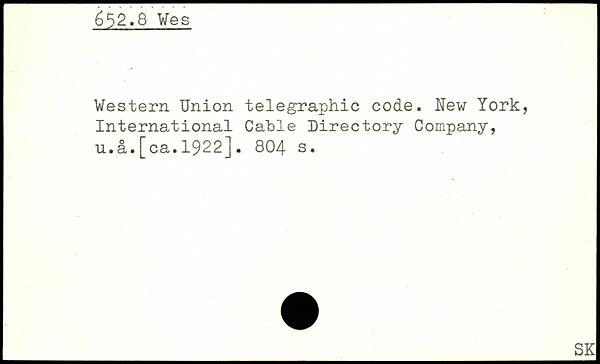 652.8 Wes
Western Union telegraphic code. New York,
International Cable Directory Company,
u.å.[ca.1922]. 804 s.
SK